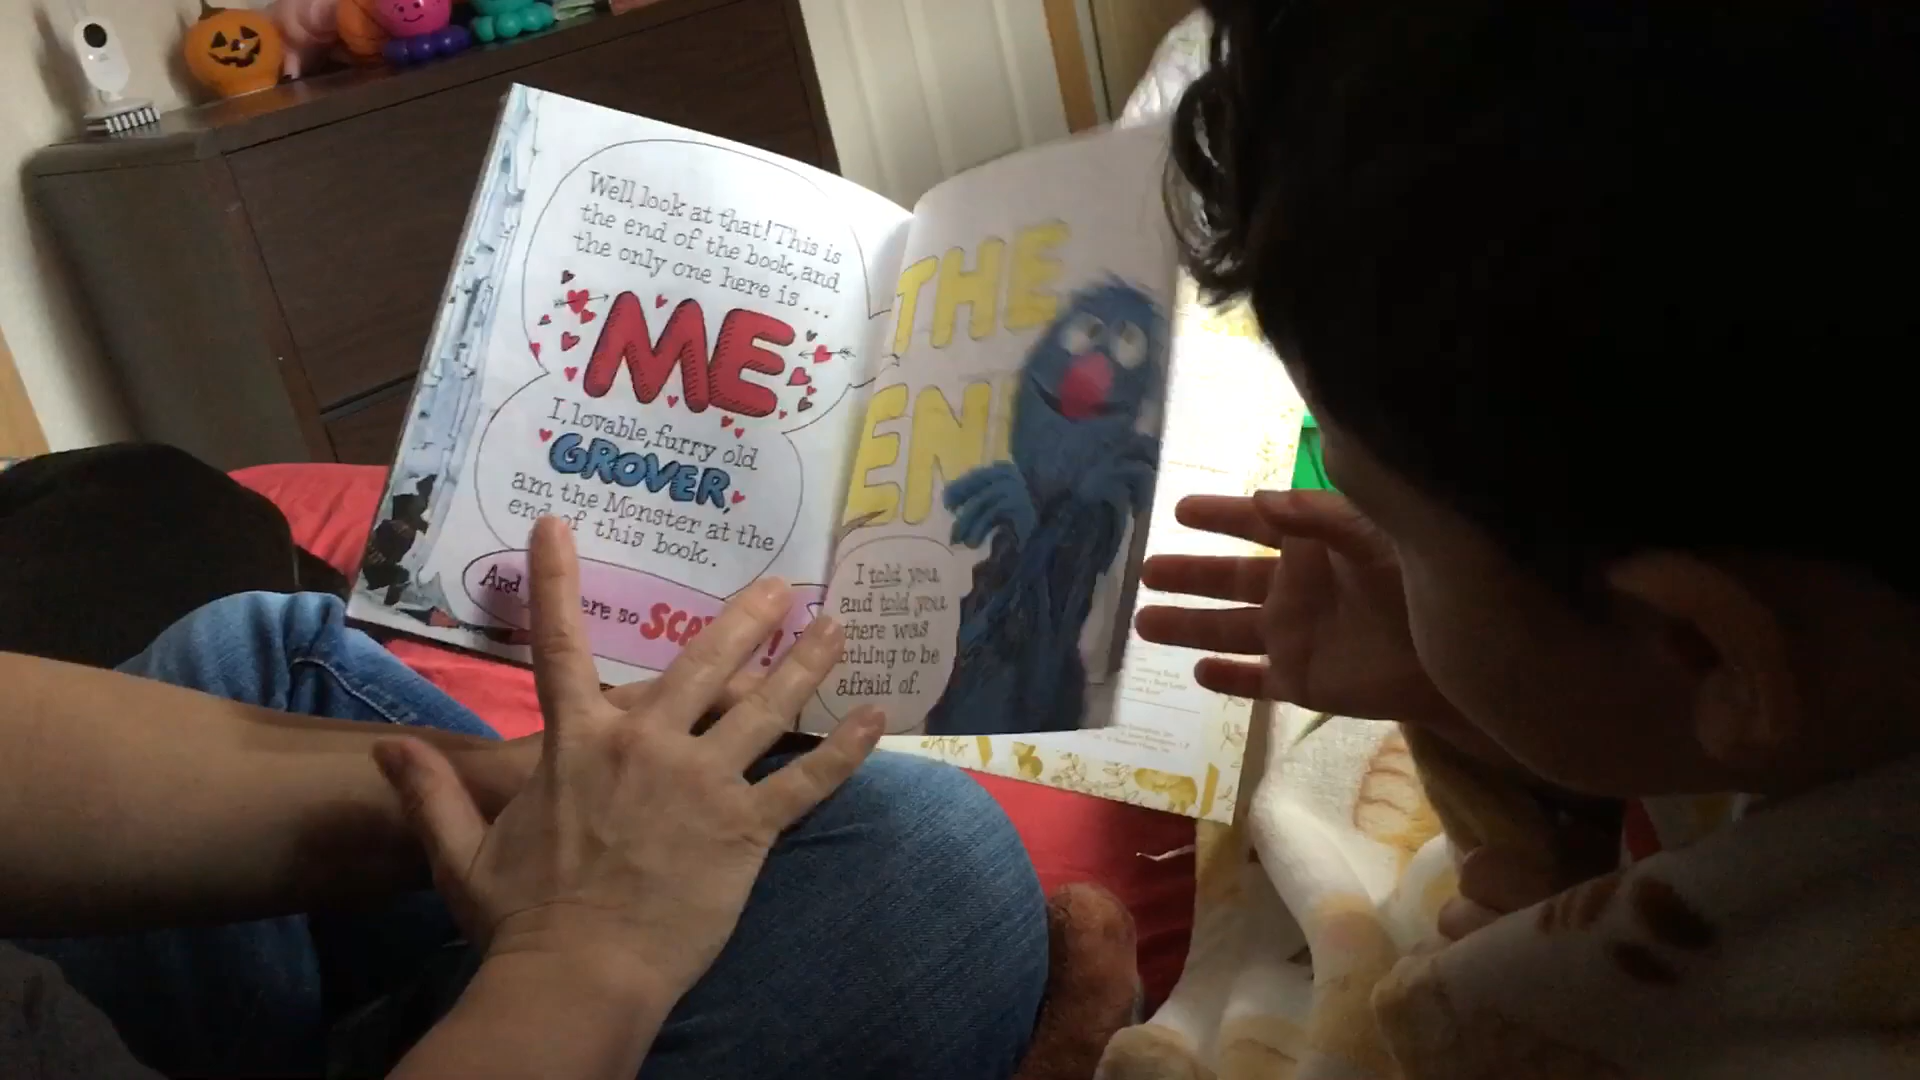 Well, look at that! This is
the end of the book, and
the only one here is...
ME
I, lovable, furry old
GROVER,
am the Monster at the
end of this book.
And
ere so
THE
END
I told you
and told you
there was
nothing to be
afraid of.